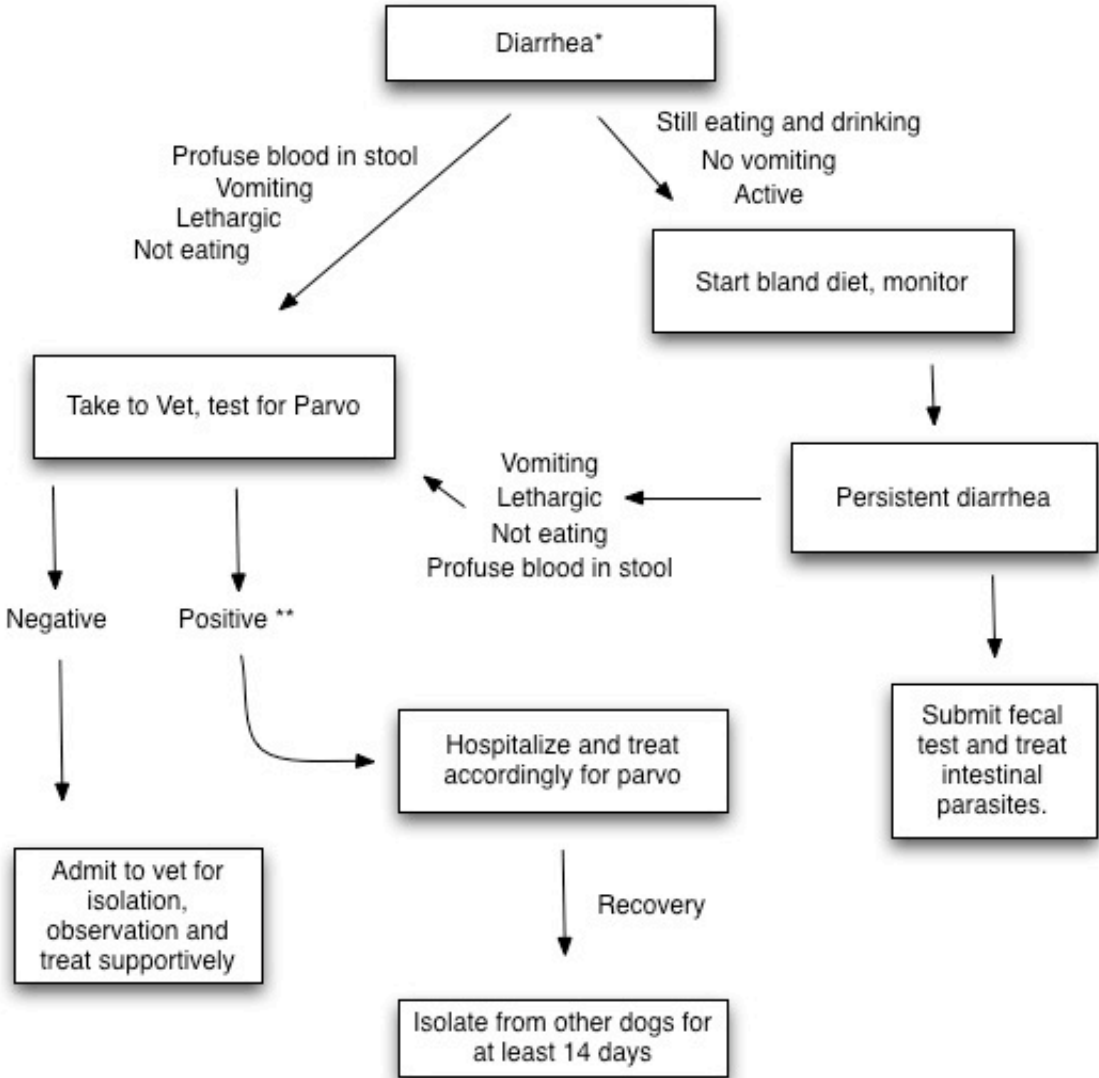 Diarrhea*
Still eating and drinking
No vomiting
Active
Profuse blood in stool
Vomiting
Lethargic
Not eating
Start bland diet, monitor
Take to Vet, test for Parvo
Vomiting
Lethargic
Not eating
Profuse blood in stool
Persistent diarrhea
Negative
Positive **
Hospitalize and treat
accordingly for parvo
Submit fecal
test and treat
intestinal
parasites.
Admit to vet for
isolation,
observation and
treat supportively
Recovery
Isolate from other dogs for
at least 14 days